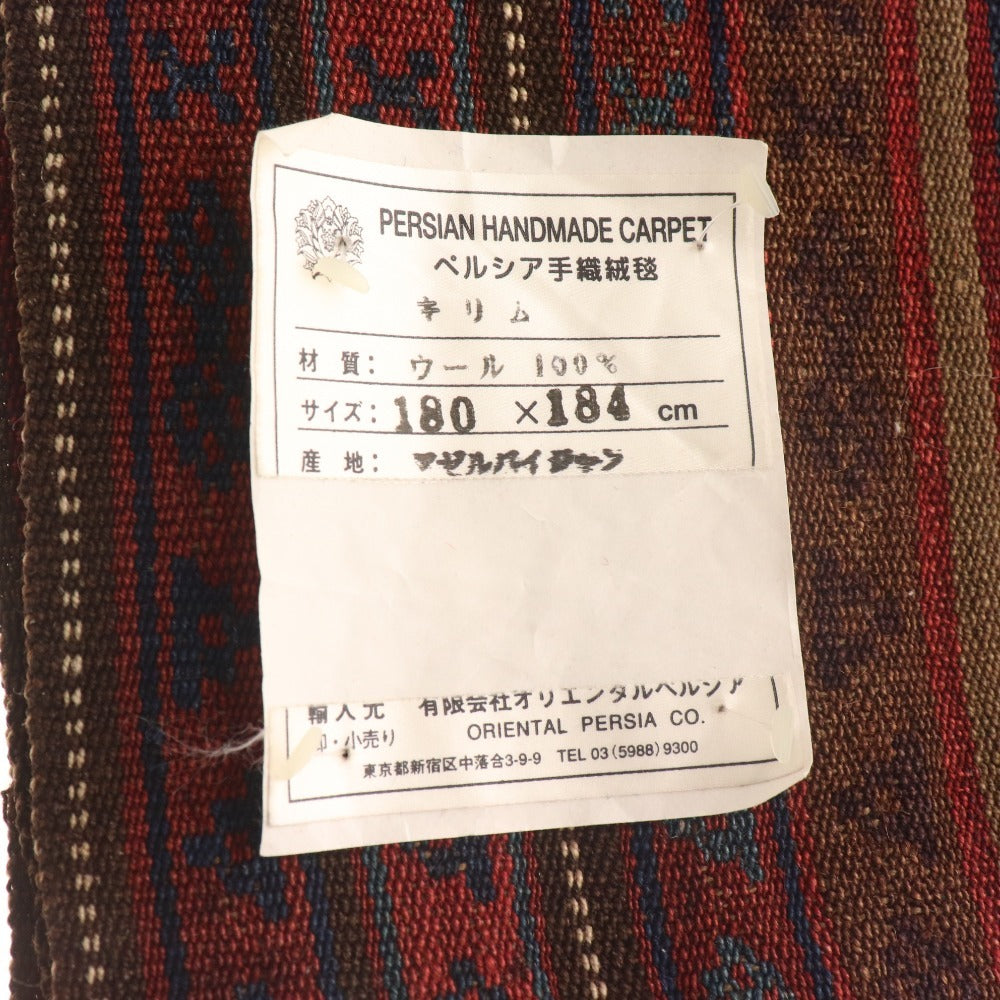 PERSIAN HANDMADE CARPET
ペルシア手織絨毯
キリム
材質: ウール 100%
サイズ: 180 ×184 cm
産地: アゼルバイジャン
輸入元 有限会社オリエンタルペルシア
卸・小売り ORIENTAL PERSIA CO.
東京都新宿区中落合3-9-9 TEL 03 (5988) 9300